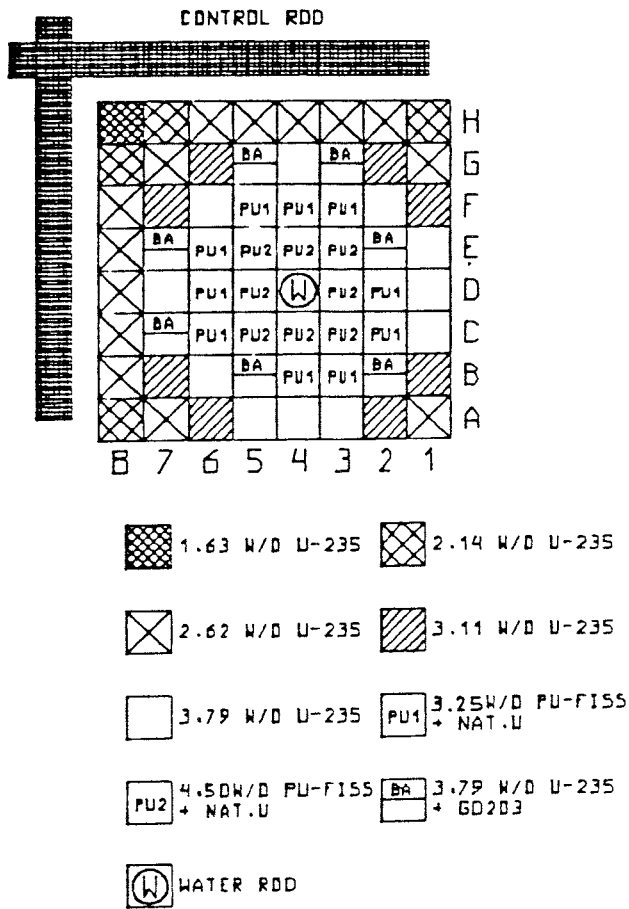 CONTROL ROD
H
BA BA G
PU1 PU1 PU1 F
BA PU1 PU2 PU2 PU2 BA E
PU1 PU2 W PU2 PU1 D
BA PU1 PU2 PU2 PU2 PU1 C
BA PU1 PU1 BA B
A
8 7 6 5 4 3 2 1
1.63 W/O U-235 2.14 W/O U-235
2.62 W/O U-235 3.11 W/O U-235
3.79 W/O U-235
PU1 3.25W/O PU-FISS
+ NAT.U
PU2 4.50W/O PU-FISS
+ NAT.U
BA 3.79 W/O U-235
+ GD2O3
W WATER ROD